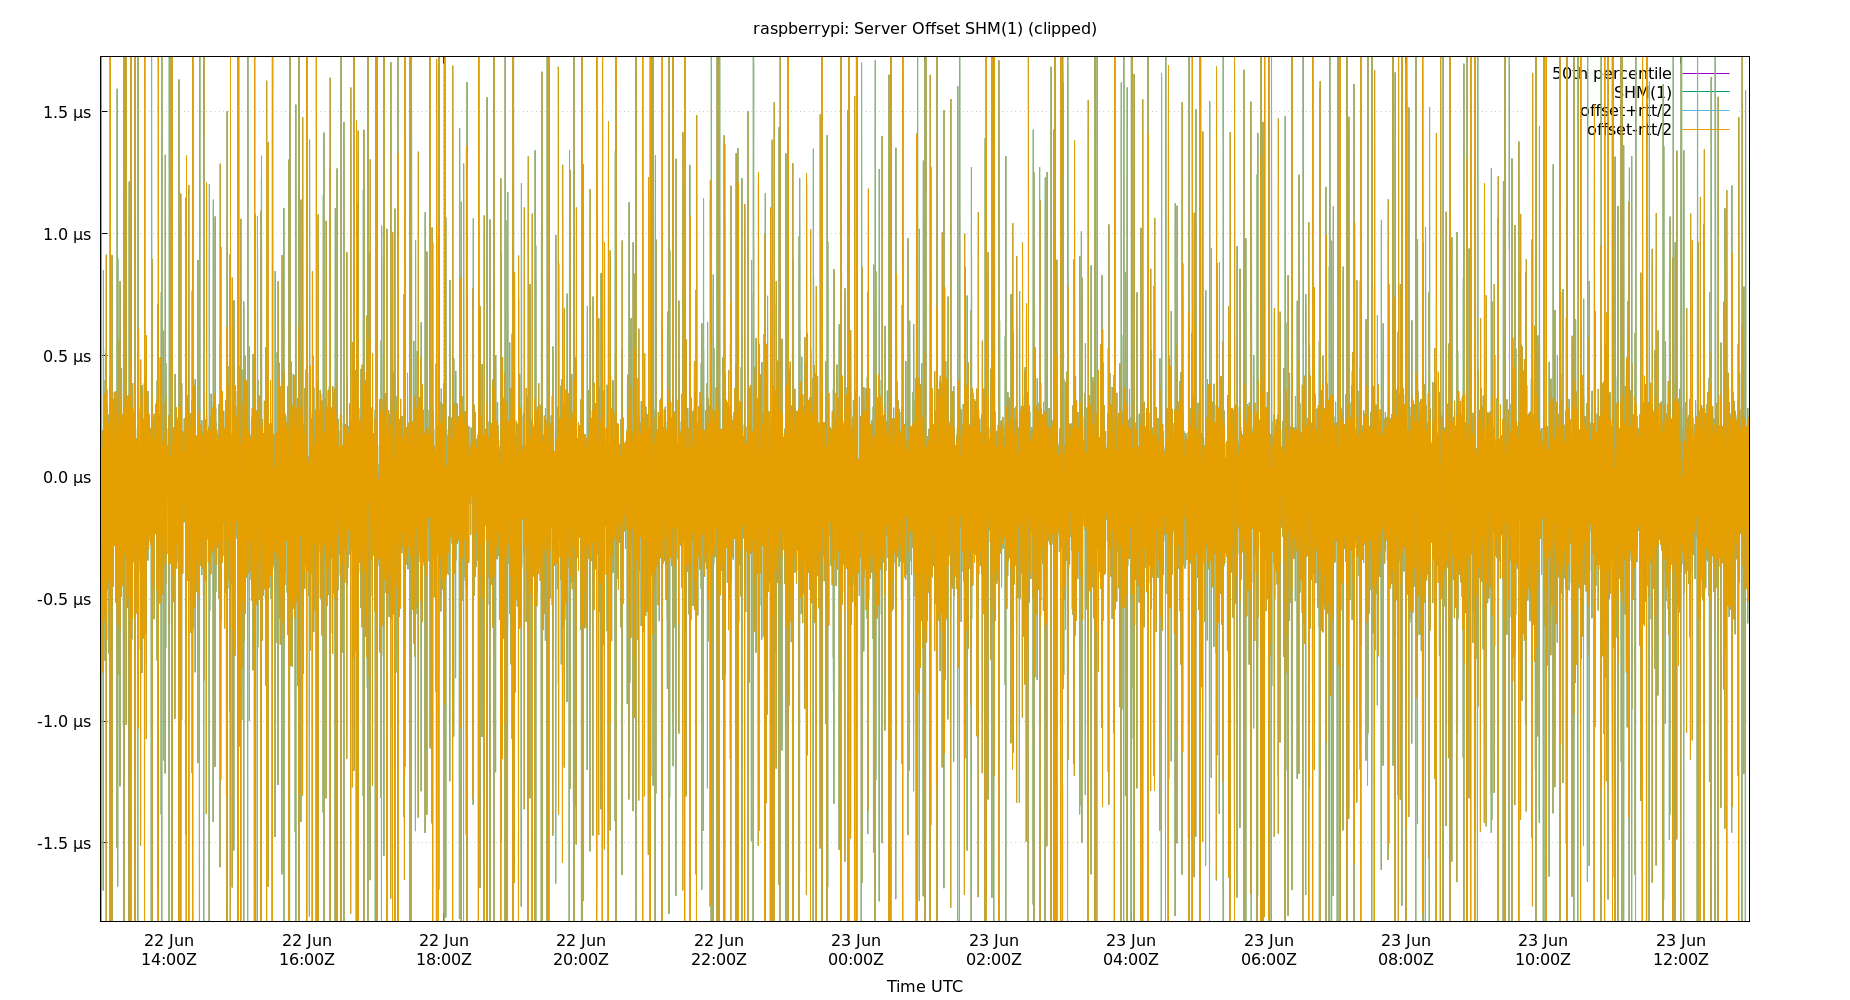 raspberrypi: Server Offset SHM(1) (clipped)
50th percentile
SHM(1)
offset+rtt/2
offset-rtt/2
1.5 µs
1.0 µs
0.5 µs
0.0 µs
-0.5 µs
-1.0 µs
-1.5 µs
22 Jun 22 Jun 22 Jun 22 Jun 22 Jun 23 Jun 23 Jun 23 Jun 23 Jun 23 Jun 23 Jun 23 Jun
14:00Z 16:00Z 18:00Z 20:00Z 22:00Z 00:00Z 02:00Z 04:00Z 06:00Z 08:00Z 10:00Z 12:00Z
Time UTC